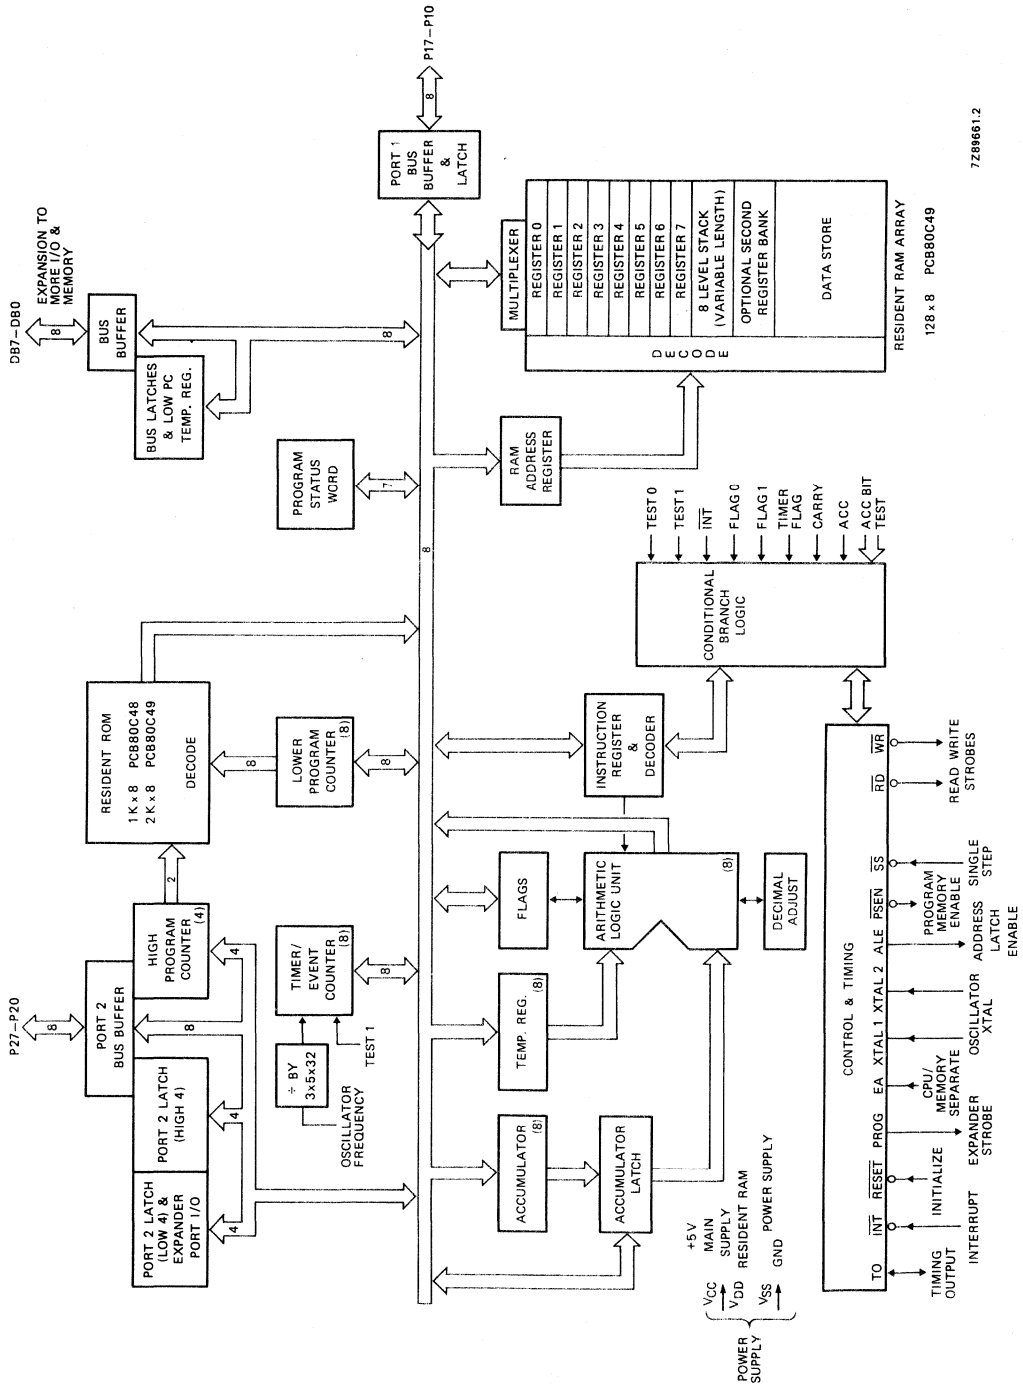 P27–P20
8
PORT 2
BUS BUFFER
PORT 2 LATCH
(LOW 4) &
EXPANDER
PORT I/O
PORT 2 LATCH
(HIGH 4)
HIGH
PROGRAM
COUNTER
(4)
4
4
8
4
2
RESIDENT ROM
1K x 8 PCB80C48
2K x 8 PCB80C49
DECODE
8
LOWER
PROGRAM
COUNTER
(8)
8
OSCILLATOR
FREQUENCY
÷ BY
3x5x32
TEST 1
TIMER/
EVENT
COUNTER
(8)
8
PROGRAM
STATUS
WORD
7
DB7–DB0
8
EXPANSION TO
MORE I/O &
MEMORY
BUS
BUFFER
BUS LATCHES
& LOW PC
TEMP. REG.
8
8
PORT 1
BUS
BUFFER
&
LATCH
8
P17–P10
ACCUMULATOR
(8)
ACCUMULATOR
LATCH
TEMP. REG.
(8)
FLAGS
ARITHMETIC
LOGIC UNIT
(8)
DECIMAL
ADJUST
INSTRUCTION
REGISTER
&
DECODER
RAM
ADDRESS
REGISTER
MULTIPLEXER
DECODE
REGISTER 0
REGISTER 1
REGISTER 2
REGISTER 3
REGISTER 4
REGISTER 5
REGISTER 6
REGISTER 7
8 LEVEL STACK
(VARIABLE LENGTH)
OPTIONAL SECOND
REGISTER BANK
DATA STORE
RESIDENT RAM ARRAY
128 x 8 PCB80C49
CONDITIONAL
BRANCH
LOGIC
TEST 0
TEST 1
INT
FLAG 0
FLAG 1
TIMER
FLAG
CARRY
ACC
ACC BIT
TEST
POWER
SUPPLY
VCC
+5V
MAIN
SUPPLY
VDD
RESIDENT RAM
POWER SUPPLY
VSS
GND
CONTROL & TIMING
TO
INT
RESET
PROG
EA
XTAL 1
XTAL 2
ALE
PSEN
SS
RD
WR
TIMING
OUTPUT
INTERRUPT
INITIALIZE
EXPANDER
STROBE
CPU/
MEMORY
SEPARATE
OSCILLATOR
XTAL
ADDRESS
LATCH
ENABLE
PROGRAM
MEMORY
ENABLE
SINGLE
STEP
READ WRITE
STROBES
7Z89661.2